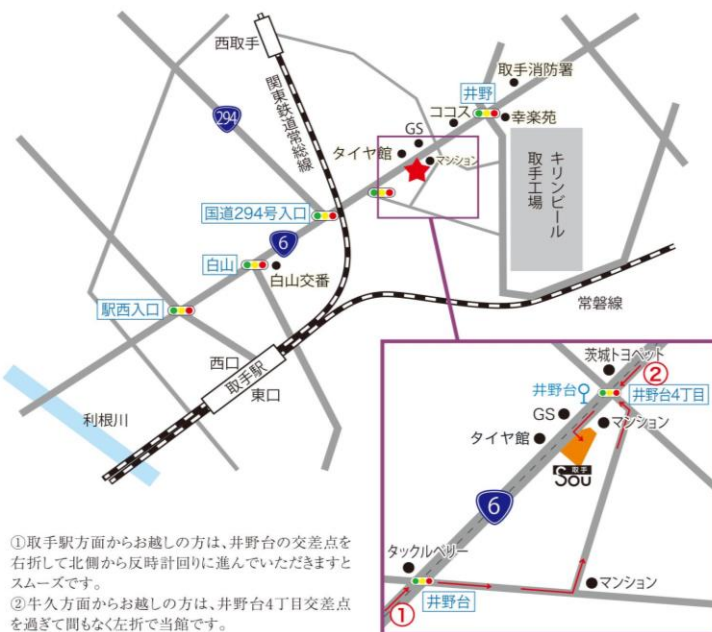 西取手
294
関東鉄道常総線
取手消防署
井野
ココス
幸楽苑
GS
タイヤ館
マンション
キリンビール
取手工場
国道294号入口
6
白山
白山交番
常磐線
駅西入口
西口
取手駅
東口
利根川
茨城トヨペット
②
井野台
井野台4丁目
GS
マンション
タイヤ館
取手
Sou
6
タックルベリー
マンション
①
井野台
①取手駅方面からお越しの方は、井野台の交差点を
右折して北側から反時計回りに進んでいただきますと
スムーズです。
②牛久方面からお越しの方は、井野台4丁目交差点
を過ぎて間もなく左折で当館です。